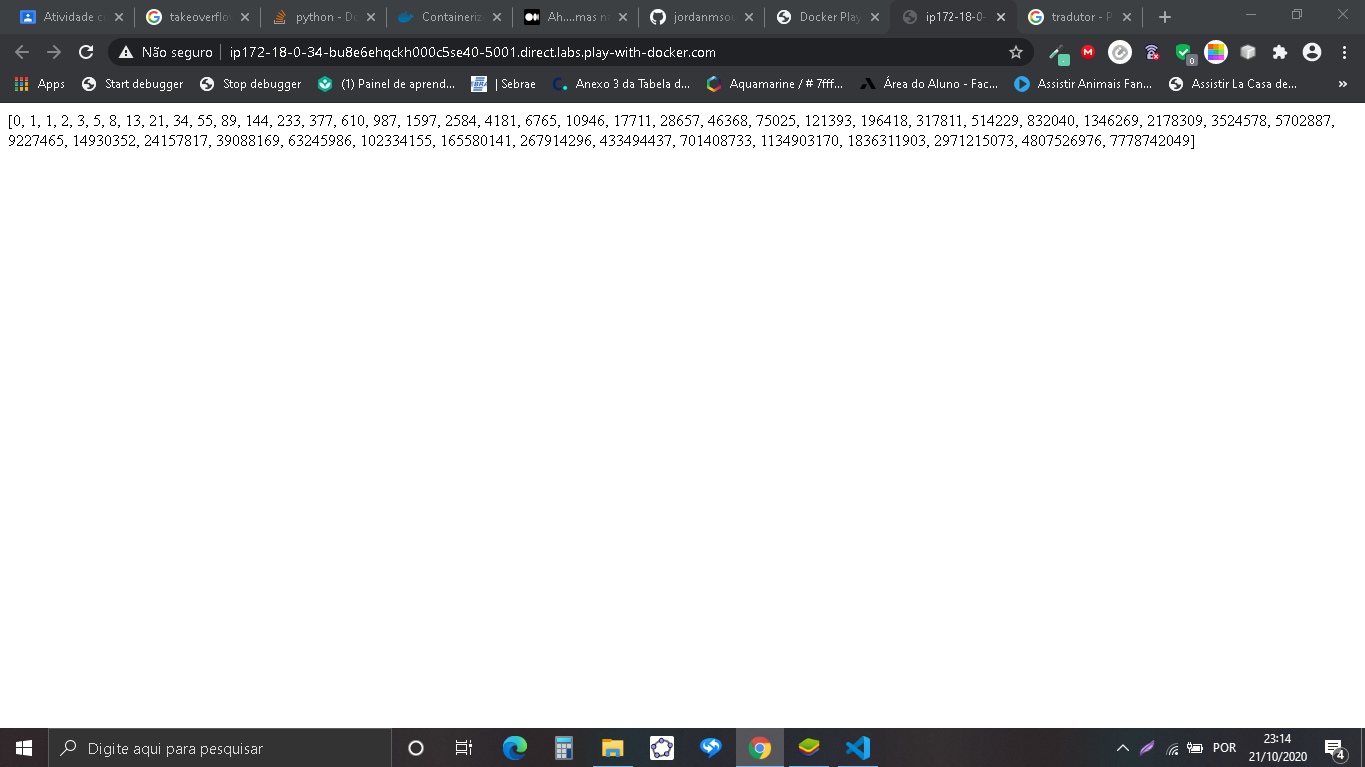 Atividade c
takeoverflo
python - Do
Containeriz
Ah....mas na
jordanmsou
Docker Play
ip172-18-0-
tradutor - P
Não seguro
ip172-18-0-34-bu8e6ehqckh000c5se40-5001.direct.labs.play-with-docker.com
Apps
Start debugger
Stop debugger
(1) Painel de aprend...
| Sebrae
Anexo 3 da Tabela d...
Aquamarine / # 7fff...
Área do Aluno - Fac...
Assistir Animais Fan...
Assistir La Casa de...
»
[0, 1, 1, 2, 3, 5, 8, 13, 21, 34, 55, 89, 144, 233, 377, 610, 987, 1597, 2584, 4181, 6765, 10946, 17711, 28657, 46368, 75025, 121393, 196418, 317811, 514229, 832040, 1346269, 2178309, 3524578, 5702887,
9227465, 14930352, 24157817, 39088169, 63245986, 102334155, 165580141, 267914296, 433494437, 701408733, 1134903170, 1836311903, 2971215073, 4807526976, 7778742049]
Digite aqui para pesquisar
POR
23:14
21/10/2020
4